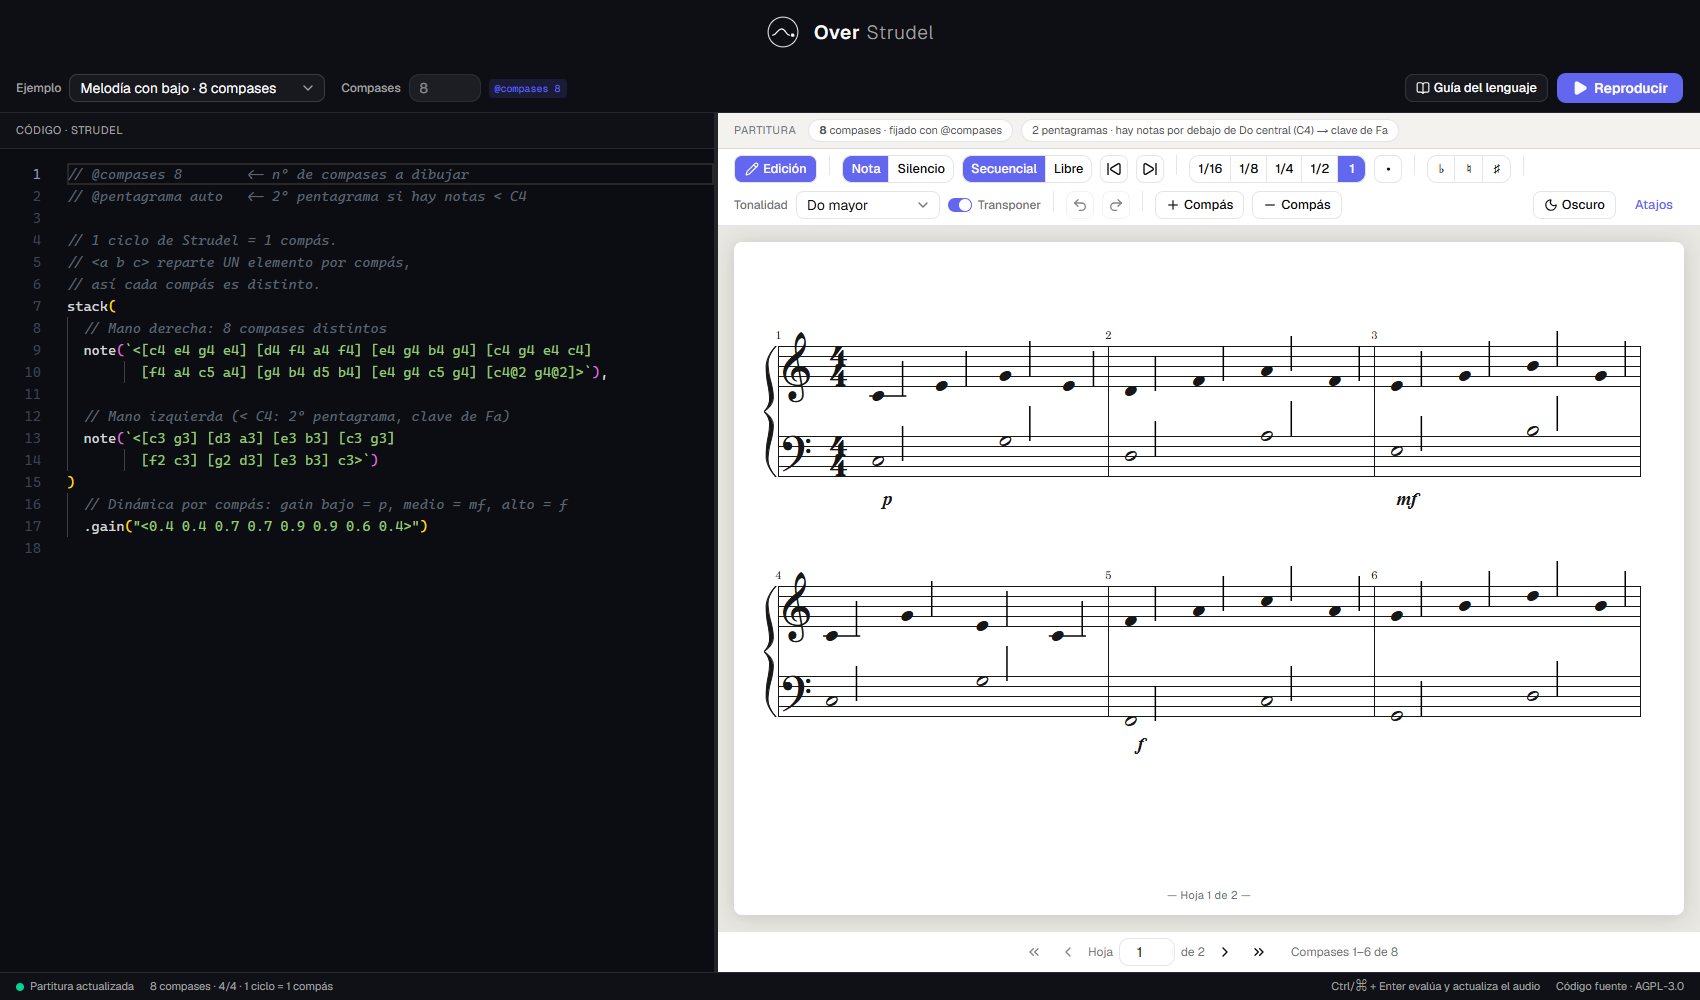 Over Strudel
Ejemplo Melodía con bajo · 8 compases Compases 8 @compases 8 Guía del lenguaje Reproducir
CÓDIGO · STRUDEL
1 // @compases 8 <- nº de compases a dibujar
2 // @pentagrama auto <- 2º pentagrama si hay notas < C4
3
4 // 1 ciclo de Strudel = 1 compás.
5 // <a b c> reparte UN elemento por compás,
6 // así cada compás es distinto.
7 stack(
8 // Mano derecha: 8 compases distintos
9 note(`<[c4 e4 g4 e4] [d4 f4 a4 f4] [e4 g4 b4 g4] [c4 g4 e4 c4]
10 [f4 a4 c5 a4] [g4 b4 d5 b4] [e4 g4 c5 g4] [c4@2 g4@2]>`),
11
12 // Mano izquierda (< C4: 2º pentagrama, clave de Fa)
13 note(`<[c3 g3] [d3 a3] [e3 b3] [c3 g3]
14 [f2 c3] [g2 d3] [e3 b3] c3>`)
15 )
16 // Dinámica por compás: gain bajo = p, medio = mf, alto = f
17 .gain("<0.4 0.4 0.7 0.7 0.9 0.9 0.6 0.4>")
18
PARTITURA 8 compases · fijado con @compases 2 pentagramas · hay notas por debajo de Do central (C4) → clave de Fa
Edición Nota Silencio Secuencial Libre 1/16 1/8 1/4 1/2 1 · ♭ ♮ ♯
Tonalidad Do mayor Transponer + Compás − Compás Oscuro Atajos
1 2 3
4 4
4 4
p mf
4 5 6
f
— Hoja 1 de 2 —
« ‹ Hoja 1 de 2 › » Compases 1–6 de 8
Partitura actualizada 8 compases · 4/4 · 1 ciclo = 1 compás Ctrl/⌘ + Enter evalúa y actualiza el audio Código fuente · AGPL-3.0